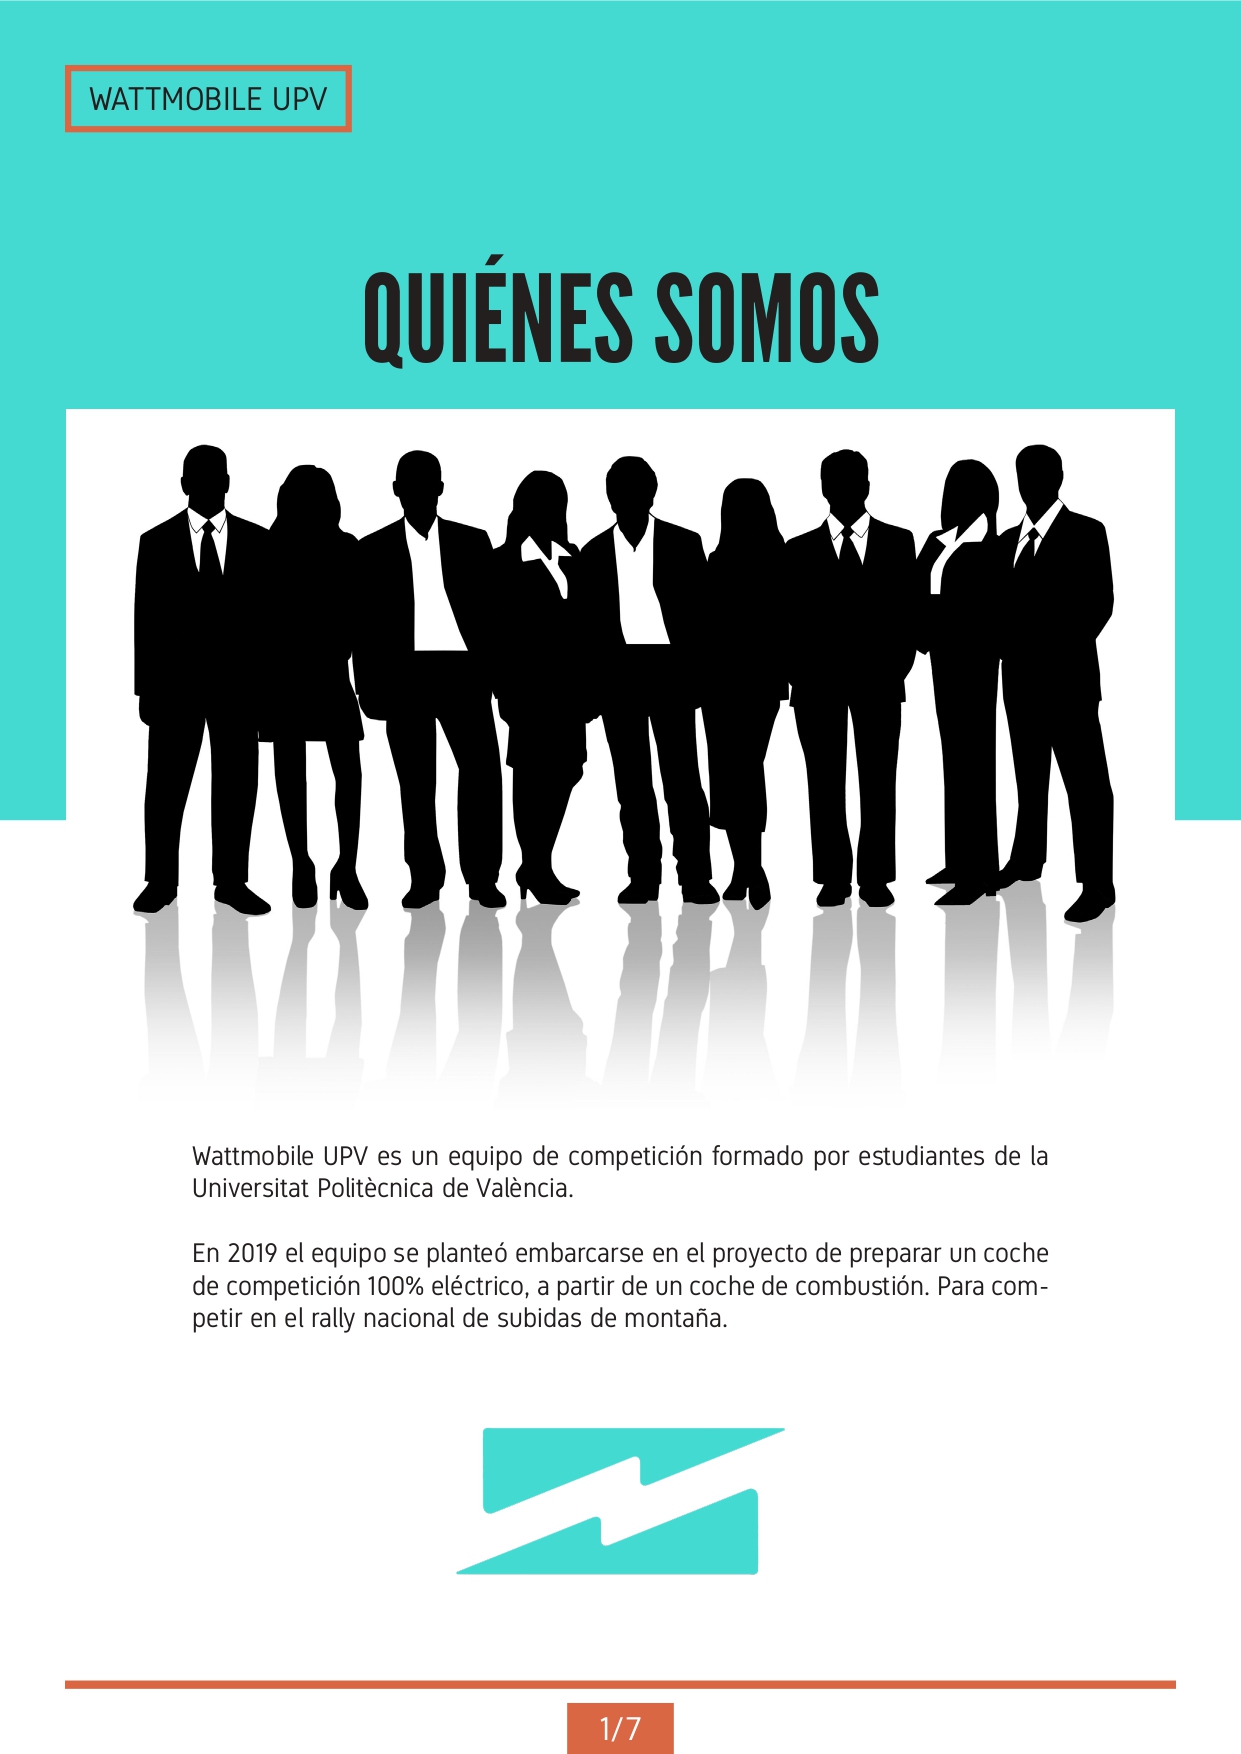 WATTMOBILE UPV
QUIÉNES SOMOS
Wattmobile UPV es un equipo de competición formado por estudiantes de la
Universitat Politècnica de València.
En 2019 el equipo se planteó embarcarse en el proyecto de preparar un coche
de competición 100% eléctrico, a partir de un coche de combustión. Para com-
petir en el rally nacional de subidas de montaña.
1/7